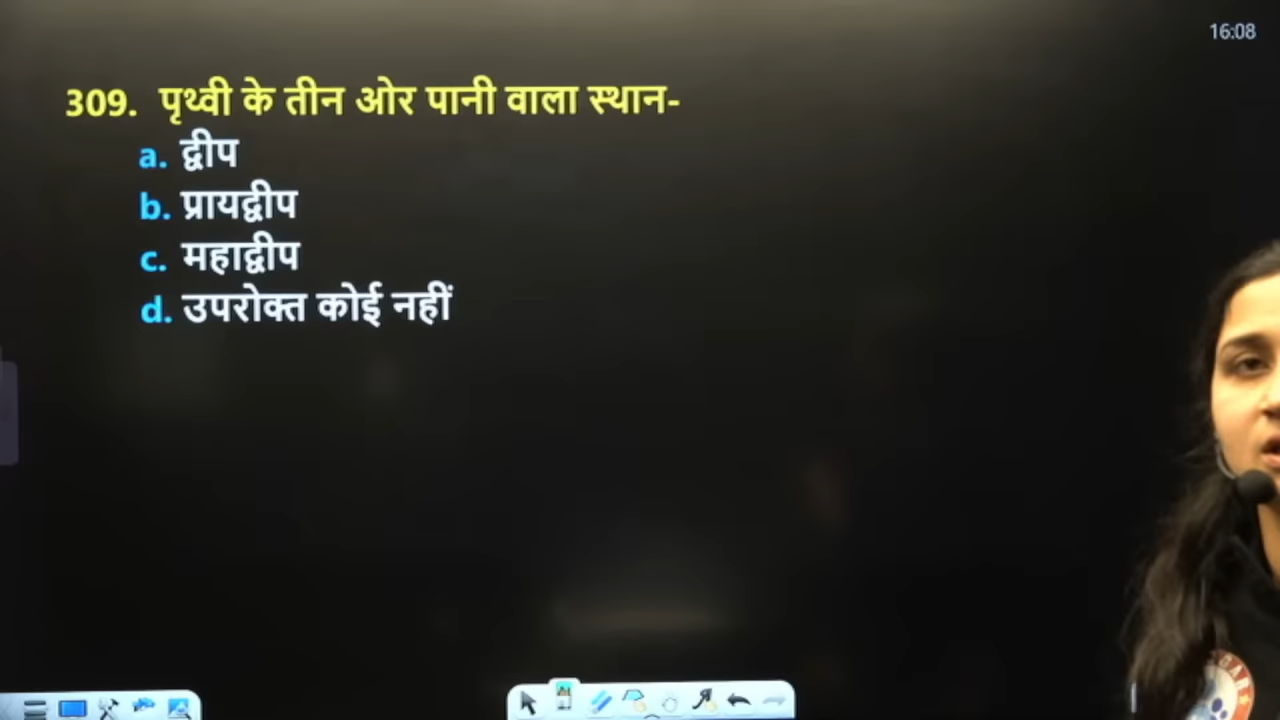 16:08
309. पृथ्वी के तीन ओर पानी वाला स्थान-
a. द्वीप
b. प्रायद्वीप
c. महाद्वीप
d. उपरोक्त कोई नहीं